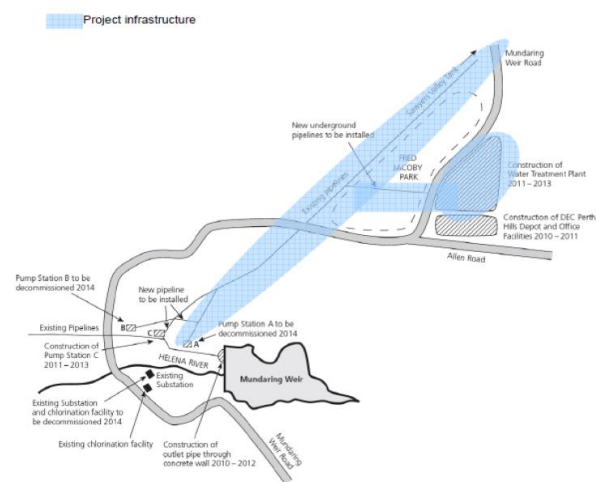 Project infrastructure
Mundaring
Weir Road
Sawyers Valley Tank
New underground
pipelines to be
installed
FRED
JACOBY
PARK
Existing pipelines
Construction of
Water Treatment Plant
2011 – 2013
Construction of DEC Perth
Hills Depot and Office
Facilities 2010 – 2011
Allen Road
Pump Station B to be
decommissioned 2014
New pipeline
to be installed
B
C
A
Pump Station A to be
decommissioned 2014
Existing Pipelines
Construction of
Pump Station C
2011 – 2013
HELENA RIVER
Mundaring Weir
Existing
Substation
Existing Substation
and chlorination facility to
be decommissioned 2014
Existing chlorination facility
Construction of
outlet pipe through
concrete wall 2010 – 2012
Mundaring
Weir Road